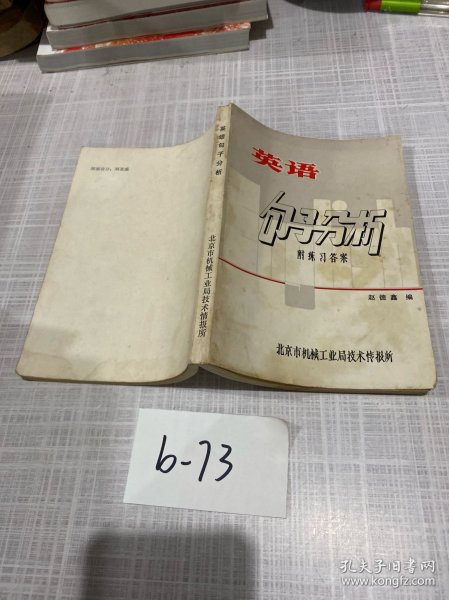 英语
句子分析
附练习答案
赵德鑫 编
北京市机械工业局技术情报所
英语句子分析
北京市机械工业局技术情报所
b-73
孔夫子旧书网
www.kongfz.com